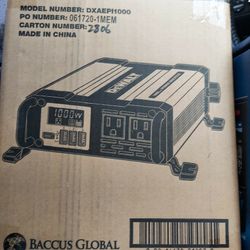 MODEL NUMBER: DXAEPI1000
PO NUMBER: 061720-1MEM
CARTON NUMBER: 2806
MADE IN CHINA
1000W
DEWALT
BACCUS GLOBAL